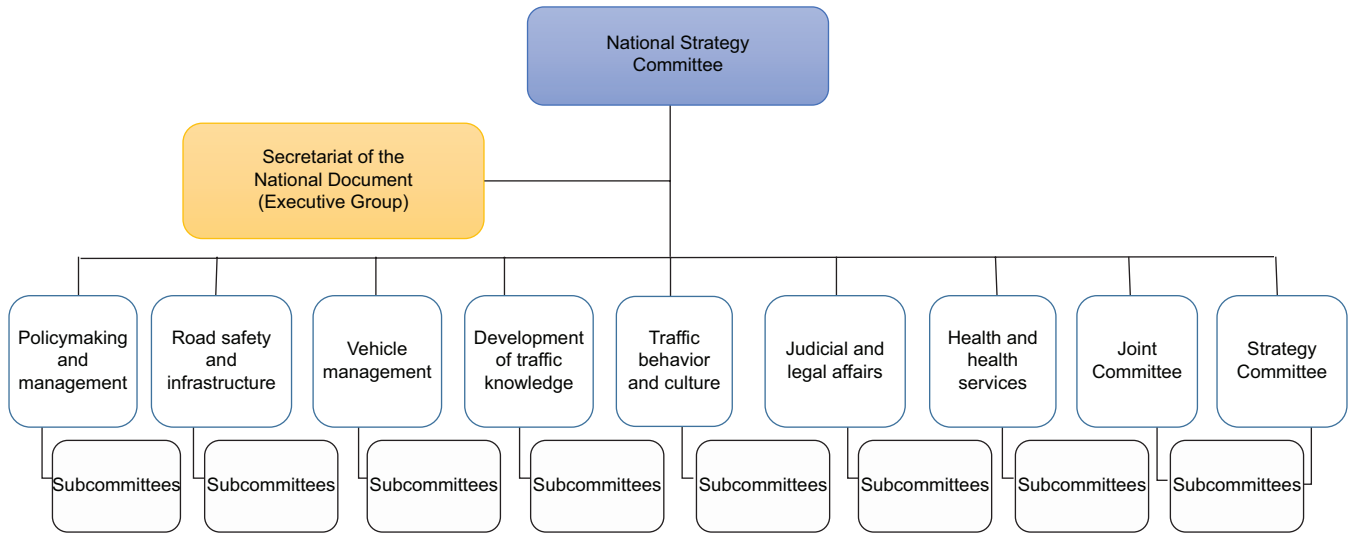 National Strategy
Committee
Secretariat of the
National Document
(Executive Group)
Policymaking
and
management
Road safety
and
infrastructure
Vehicle
management
Development
of traffic
knowledge
Traffic
behavior
and culture
Judicial and
legal affairs
Health and
health
services
Joint
Committee
Strategy
Committee
Subcommittees
Subcommittees
Subcommittees
Subcommittees
Subcommittees
Subcommittees
Subcommittees
Subcommittees